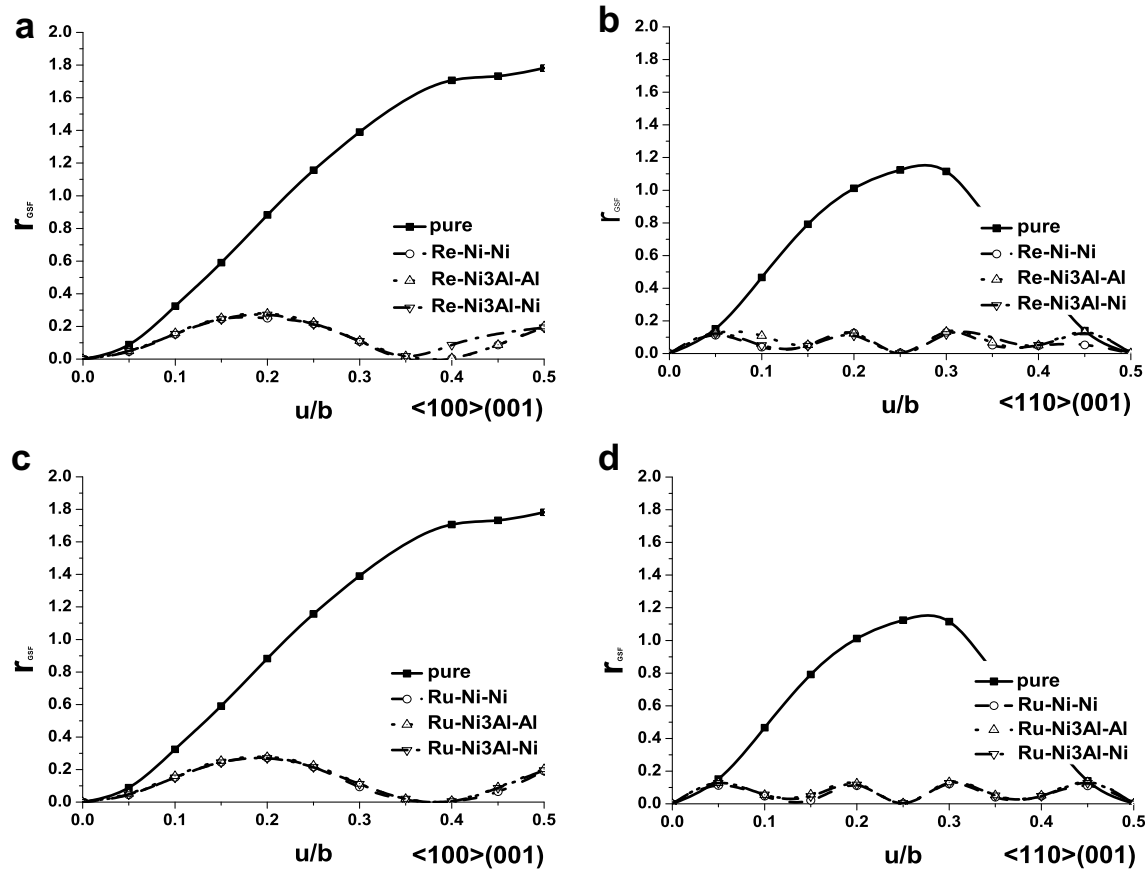 a
2.0
1.8
1.6
1.4
1.2
1.0
0.8
0.6
0.4
0.2
0.0
r GSF
pure
Re-Ni-Ni
Re-Ni3Al-Al
Re-Ni3Al-Ni
0.0 0.1 0.2 0.3 0.4 0.5
u/b <100>(001)
b
2.0
1.8
1.6
1.4
1.2
1.0
0.8
0.6
0.4
0.2
0.0
r GSF
pure
Re-Ni-Ni
Re-Ni3Al-Al
Re-Ni3Al-Ni
0.0 0.1 0.2 0.3 0.4 0.5
u/b <110>(001)
c
2.0
1.8
1.6
1.4
1.2
1.0
0.8
0.6
0.4
0.2
0.0
r GSF
pure
Ru-Ni-Ni
Ru-Ni3Al-Al
Ru-Ni3Al-Ni
0.0 0.1 0.2 0.3 0.4 0.5
u/b <100>(001)
d
2.0
1.8
1.6
1.4
1.2
1.0
0.8
0.6
0.4
0.2
0.0
r GSF
pure
Ru-Ni-Ni
Ru-Ni3Al-Al
Ru-Ni3Al-Ni
0.0 0.1 0.2 0.3 0.4 0.5
u/b <110>(001)